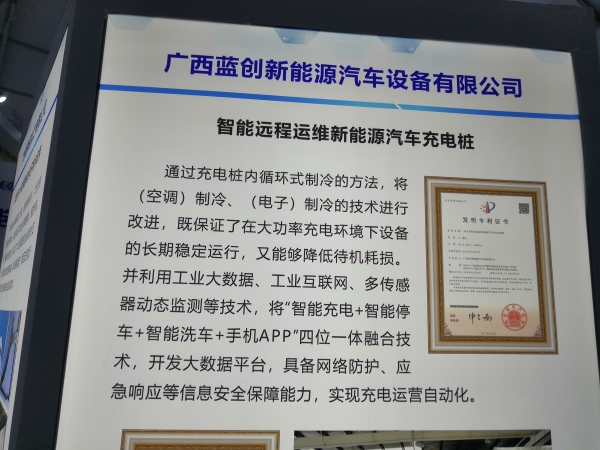 广西蓝创新能源汽车设备有限公司
智能远程运维新能源汽车充电桩
通过充电桩内循环式制冷的方法，将
（空调）制冷、（电子）制冷的技术进行
改进，既保证了在大功率充电环境下设备
的长期稳定运行，又能够降低待机耗损。
并利用工业大数据、工业互联网、多传感
器动态监测等技术，将“智能充电+智能停
车+智能洗车+手机APP”四位一体融合技
术，开发大数据平台，具备网络防护、应
急响应等信息安全保障能力，实现充电运营自动化。
发明专利证书